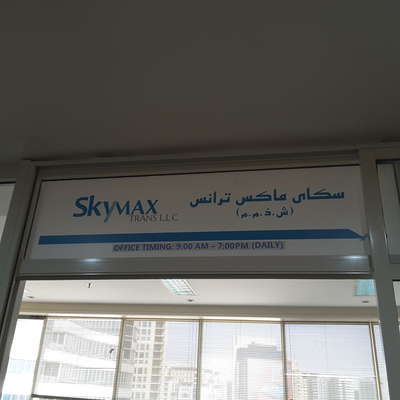 SkyMAX
TRANS L.L.C
سكاي ماكس ترانس
(ش.ذ.م.م)
OFFICE TIMING: 9.00 AM - 7:00PM (DAILY)